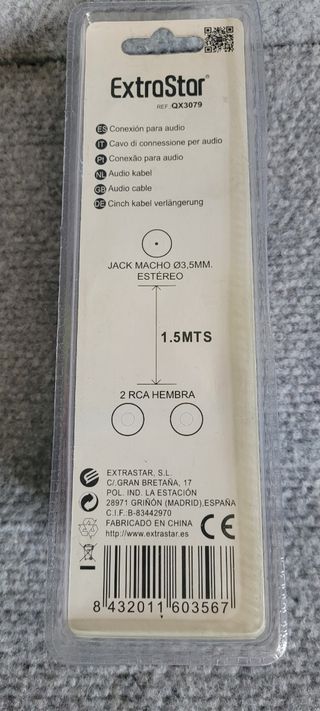 ExtraStar®
REF.:QX3079
ES Conexión para audio
IT Cavo di connessione per audio
P| Conexão para audio
NL Audio kabel
GB Audio cable
DE Cinch kabel verlängerung
JACK MACHO Ø3,5MM.
ESTÉREO
1.5MTS
2 RCA HEMBRA
EXTRASTAR, S.L.
C/.GRAN BRETAÑA, 17
POL. IND. LA ESTACIÓN
28971 GRIÑÓN (MADRID),ESPAÑA
C.I.F.:B-83442970
FABRICADO EN CHINA
http://www.extrastar.es
CE
8 432011 603567